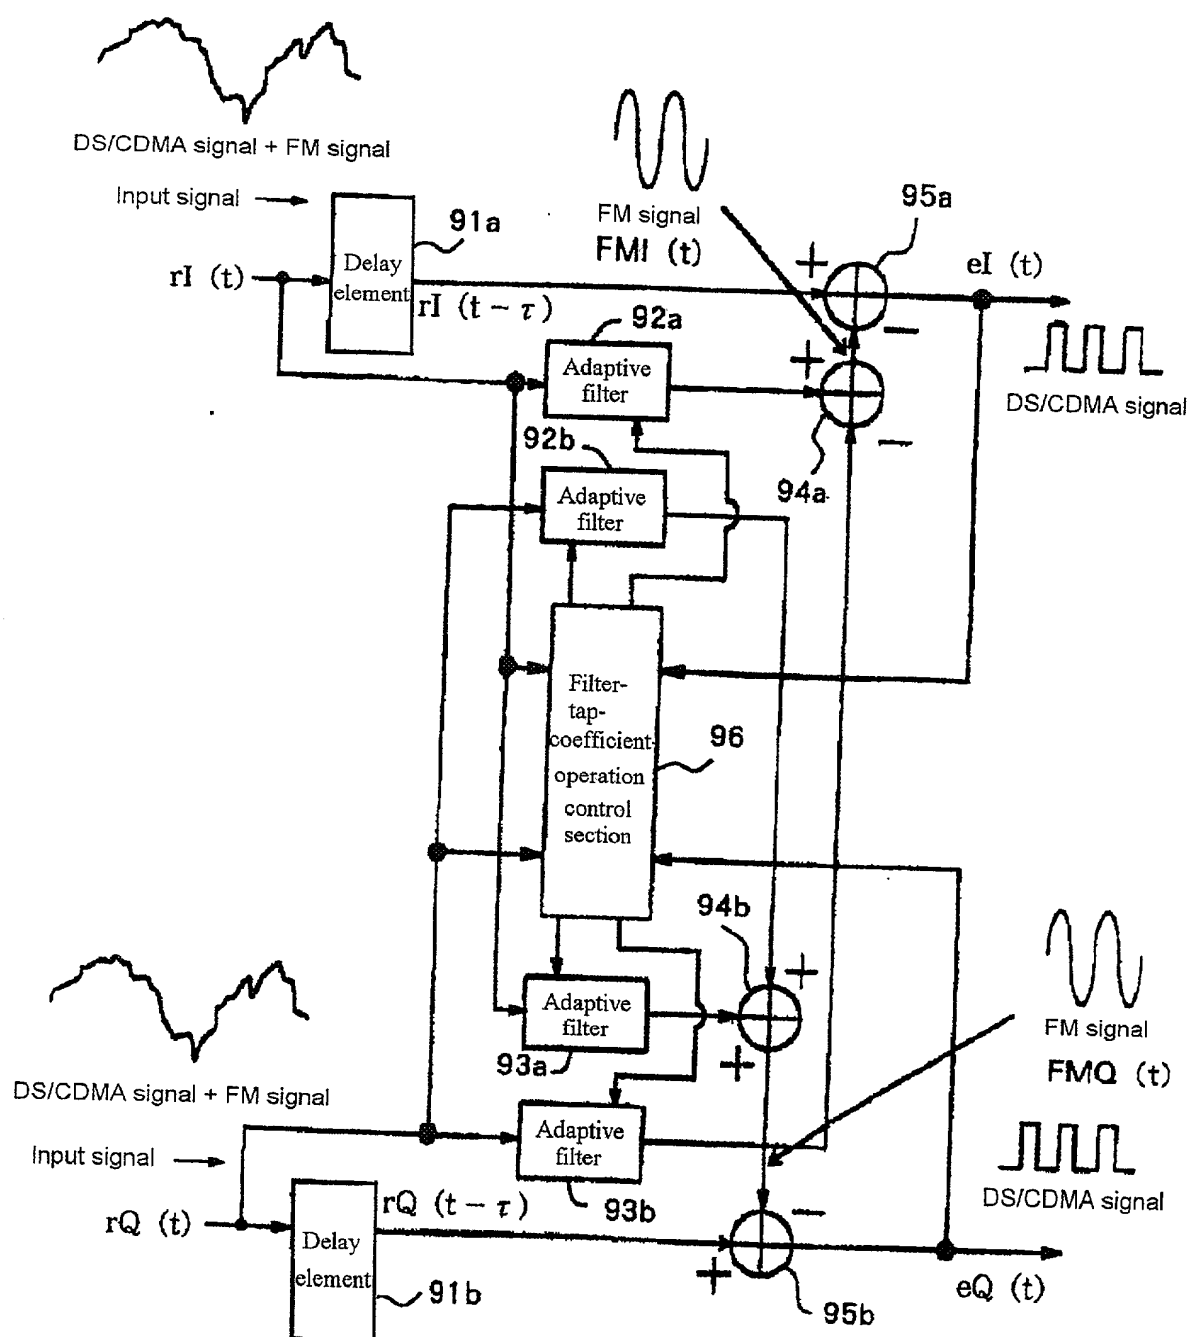 DS/CDMA signal + FM signal
Input signal
91a
FM signal
FMI (t)
95a
eI (t)
rI (t)
Delay
element
rI (t − τ)
92a
Adaptive
filter
DS/CDMA signal
92b
Adaptive
filter
94a
Filter-
tap-
coefficient-
operation
control
section
96
94b
Adaptive
filter
93a
FM signal
FMQ (t)
DS/CDMA signal + FM signal
Input signal
Adaptive
filter
93b
DS/CDMA signal
rQ (t)
rQ (t − τ)
Delay
element
91b
95b
eQ (t)
+
−
+
−
+
+
−
+